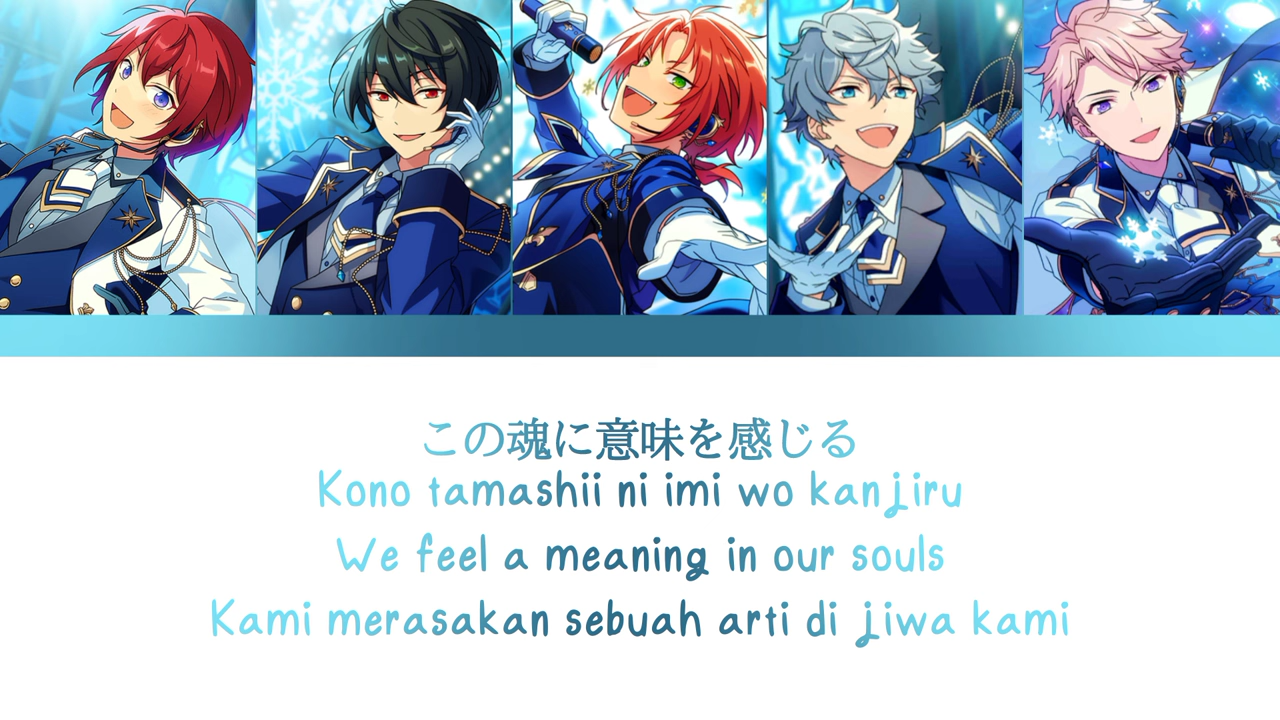 この魂に意味を感じる
Kono tamashii ni imi wo kanjiru
We feel a meaning in our souls
Kami merasakan sebuah arti di jiwa kami